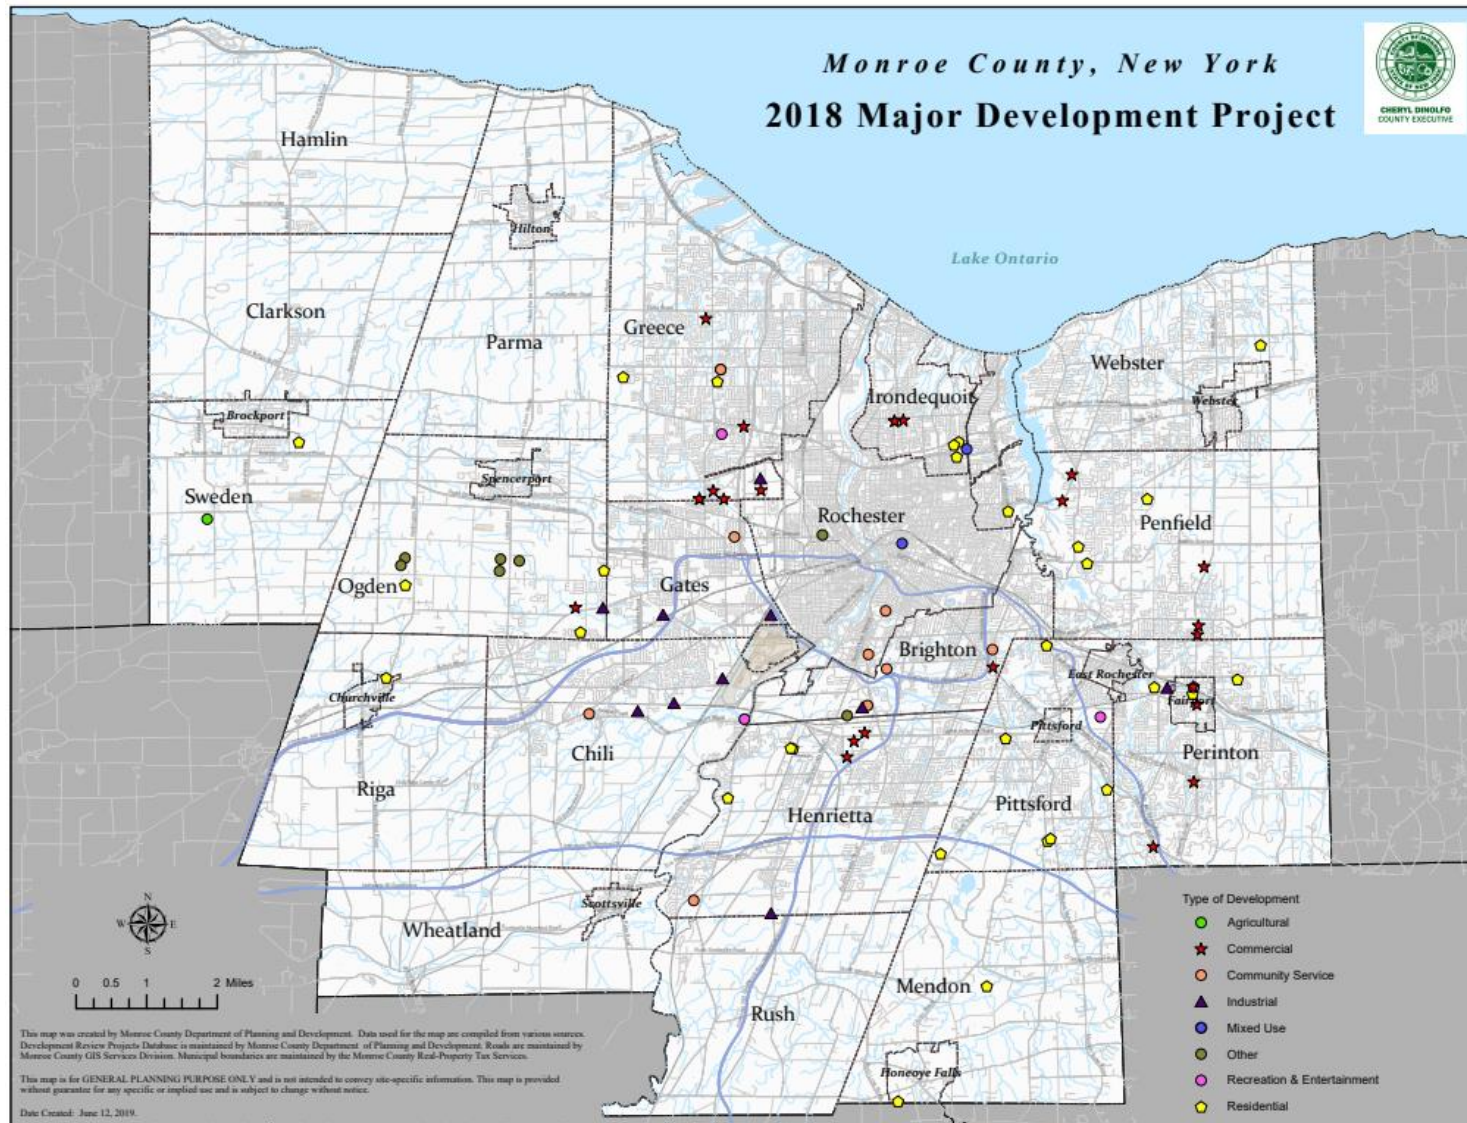 Monroe County, New York
2018 Major Development Project
COUNTY OF MONROE
STATE OF NEW YORK
CHERYL DINOLFO
COUNTY EXECUTIVE
Hamlin
Hilton
Lake Ontario
Clarkson
Greece
Parma
Webster
Irondequoit
Webster
Brockport
Spencerport
Sweden
Rochester
Penfield
Ogden
Gates
Brighton
East Rochester
Churchville
Fairport
Pittsford
Chili
Perinton
Riga
Pittsford
Henrietta
Scottsville
Wheatland
Mendon
Rush
Honeoye Falls
N
W E
S
0 0.5 1 2 Miles
Type of Development
Agricultural
Commercial
Community Service
Industrial
Mixed Use
Other
Recreation & Entertainment
Residential
This map was created by Monroe County Department of Planning and Development. Data used for the map are compiled from various sources.
Development Review Projects Database is maintained by Monroe County Department of Planning and Development. Roads are maintained by
Monroe County GIS Services Division. Municipal boundaries are maintained by the Monroe County Real-Property Tax Services.
This map is for GENERAL PLANNING PURPOSE ONLY and is not intended to convey site-specific information. This map is provided
without guarantee for any specific or implied use and is subject to change without notice.
Date Created: June 12, 2019.